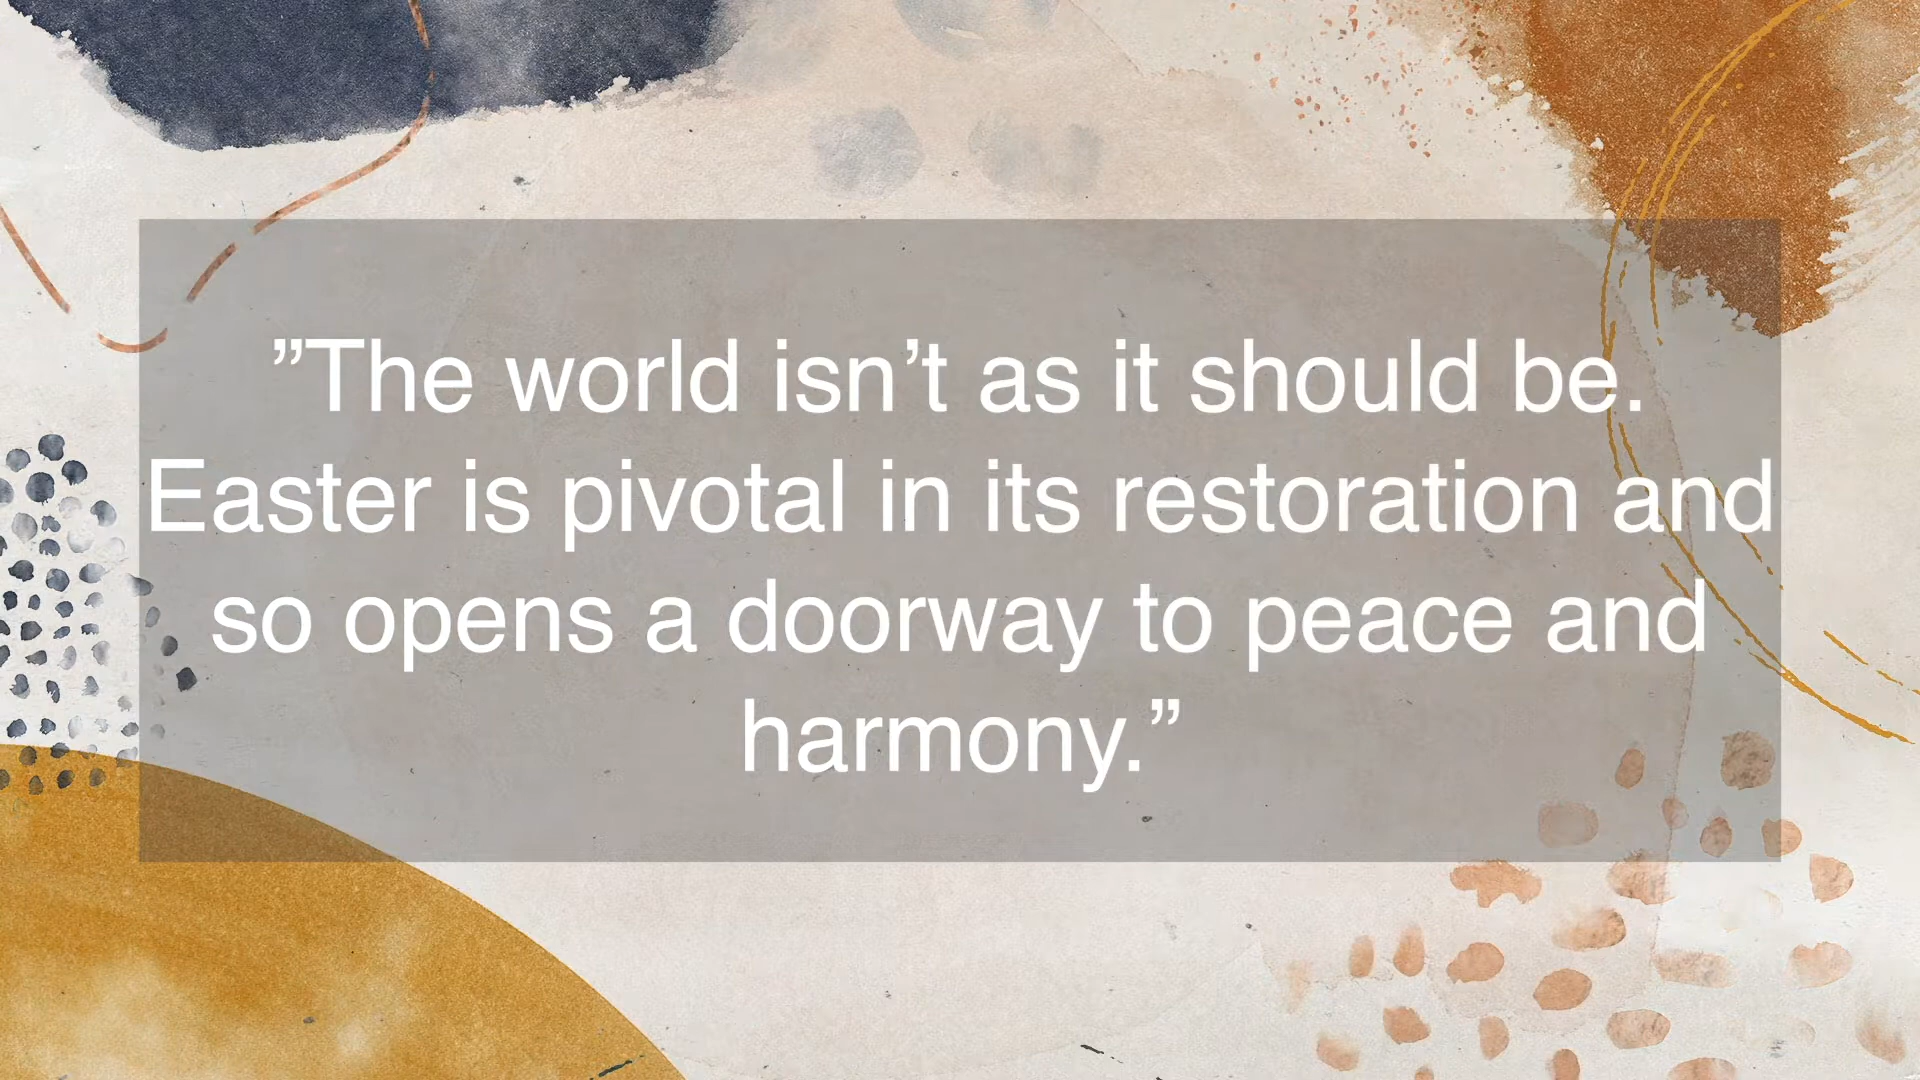 ”The world isn’t as it should be.
Easter is pivotal in its restoration and
so opens a doorway to peace and
harmony.”